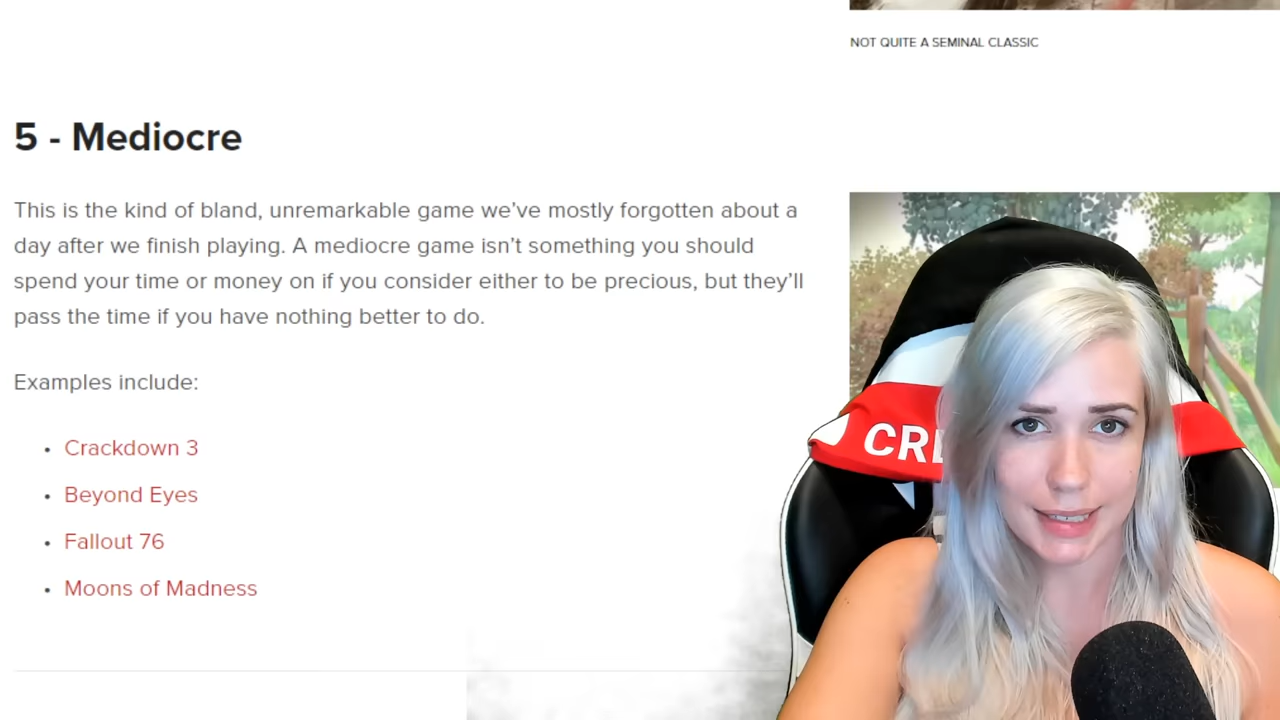 NOT QUITE A SEMINAL CLASSIC
5 - Mediocre
This is the kind of bland, unremarkable game we’ve mostly forgotten about a
day after we finish playing. A mediocre game isn’t something you should
spend your time or money on if you consider either to be precious, but they’ll
pass the time if you have nothing better to do.
Examples include:
• Crackdown 3
• Beyond Eyes
• Fallout 76
• Moons of Madness